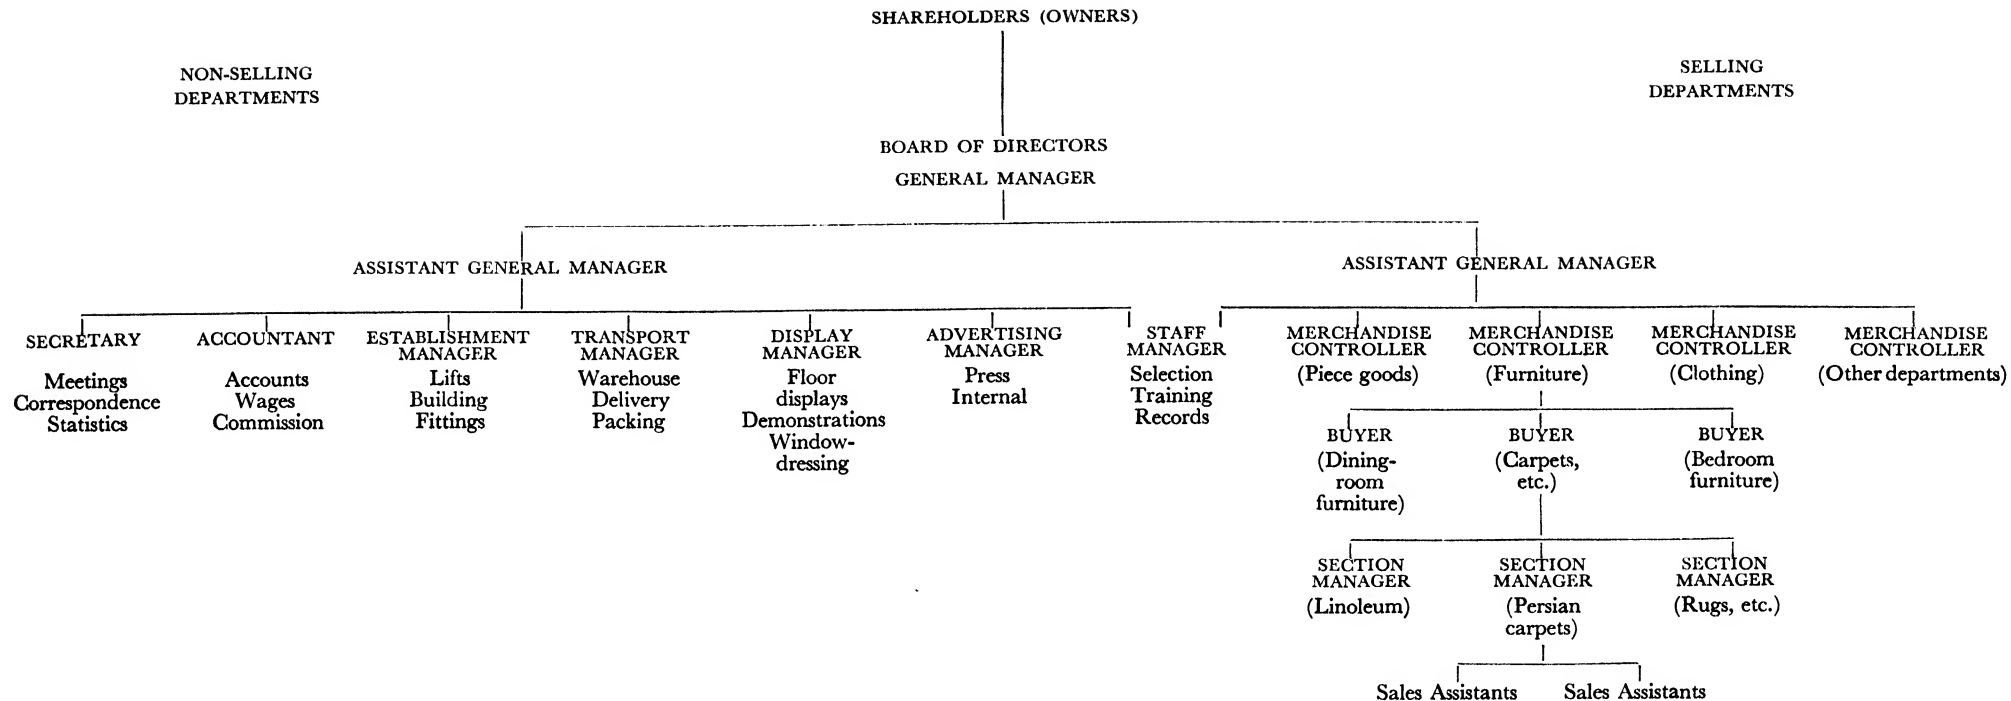 SHAREHOLDERS (OWNERS)
NON-SELLING
DEPARTMENTS
SELLING
DEPARTMENTS
BOARD OF DIRECTORS
GENERAL MANAGER
ASSISTANT GENERAL MANAGER
ASSISTANT GENERAL MANAGER
SECRETARY
Meetings
Correspondence
Statistics
ACCOUNTANT
Accounts
Wages
Commission
ESTABLISHMENT
MANAGER
Lifts
Building
Fittings
TRANSPORT
MANAGER
Warehouse
Delivery
Packing
DISPLAY
MANAGER
Floor
displays
Demonstrations
Window-
dressing
ADVERTISING
MANAGER
Press
Internal
STAFF
MANAGER
Selection
Training
Records
MERCHANDISE
CONTROLLER
(Piece goods)
MERCHANDISE
CONTROLLER
(Furniture)
MERCHANDISE
CONTROLLER
(Clothing)
MERCHANDISE
CONTROLLER
(Other departments)
BUYER
(Dining-
room
furniture)
BUYER
(Carpets,
etc.)
BUYER
(Bedroom
furniture)
SECTION
MANAGER
(Linoleum)
SECTION
MANAGER
(Persian
carpets)
SECTION
MANAGER
(Rugs, etc.)
Sales Assistants
Sales Assistants